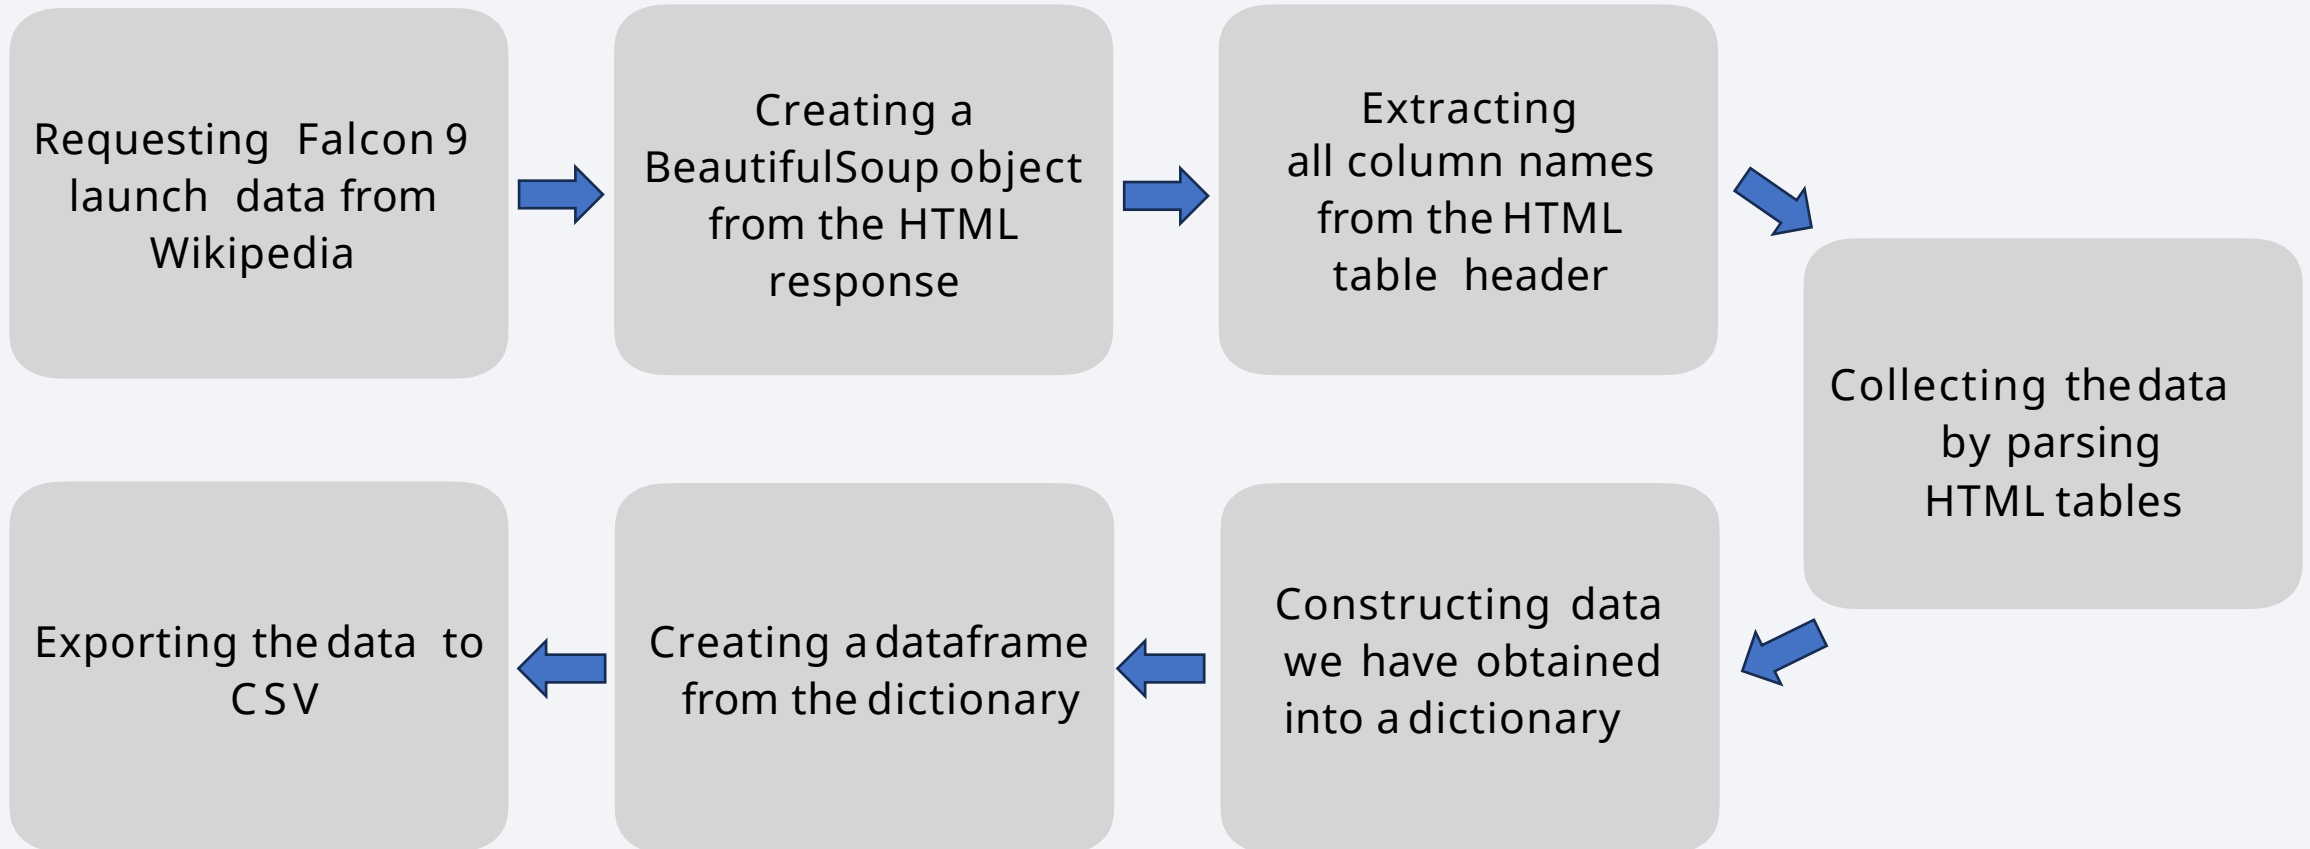 Requesting Falcon 9
launch data from
Wikipedia
Creating a
BeautifulSoup object
from the HTML
response
Extracting
all column names
from the HTML
table header
Collecting the data
by parsing
HTML tables
Constructing data
we have obtained
into a dictionary
Creating a dataframe
from the dictionary
Exporting the data to
CSV